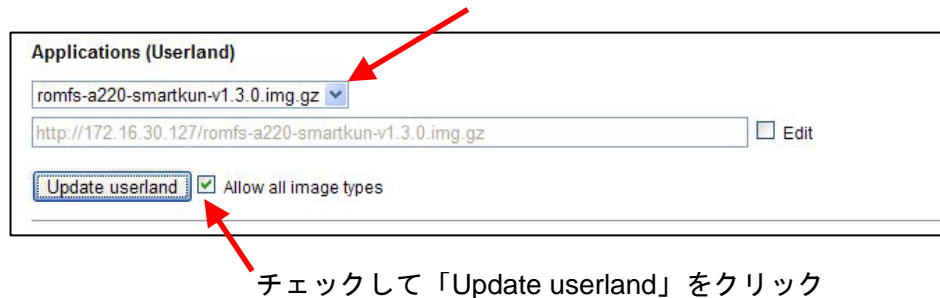 Applications (Userland)
romfs-a220-smartkun-v1.3.0.img.gz
http://172.16.30.127/romfs-a220-smartkun-v1.3.0.img.gz Edit
Update userland Allow all image types
チェックして「Update userland」をクリック